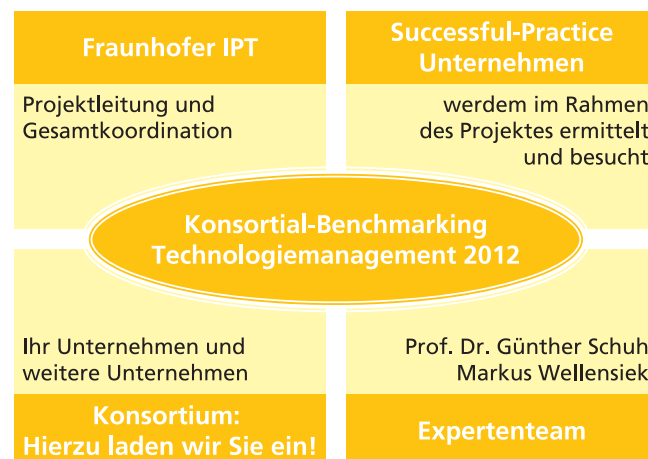 Fraunhofer IPT
Projektleitung und
Gesamtkoordination
Successful-Practice
Unternehmen
werdem im Rahmen
des Projektes ermittelt
und besucht
Konsortial-Benchmarking
Technologiemanagement 2012
Ihr Unternehmen und
weitere Unternehmen
Konsortium:
Hierzu laden wir Sie ein!
Prof. Dr. Günther Schuh
Markus Wellensiek
Expertenteam